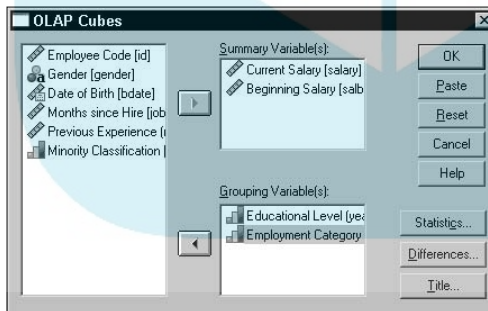 OLAP Cubes
Employee Code [id]
Gender [gender]
Date of Birth [bdate]
Months since Hire [job
Previous Experience (
Minority Classification [
Summary Variable(s):
Current Salary [salary]
Beginning Salary [salb
Grouping Variable(s):
Educational Level (yea
Employment Category
OK
Paste
Reset
Cancel
Help
Statistics...
Differences...
Title...